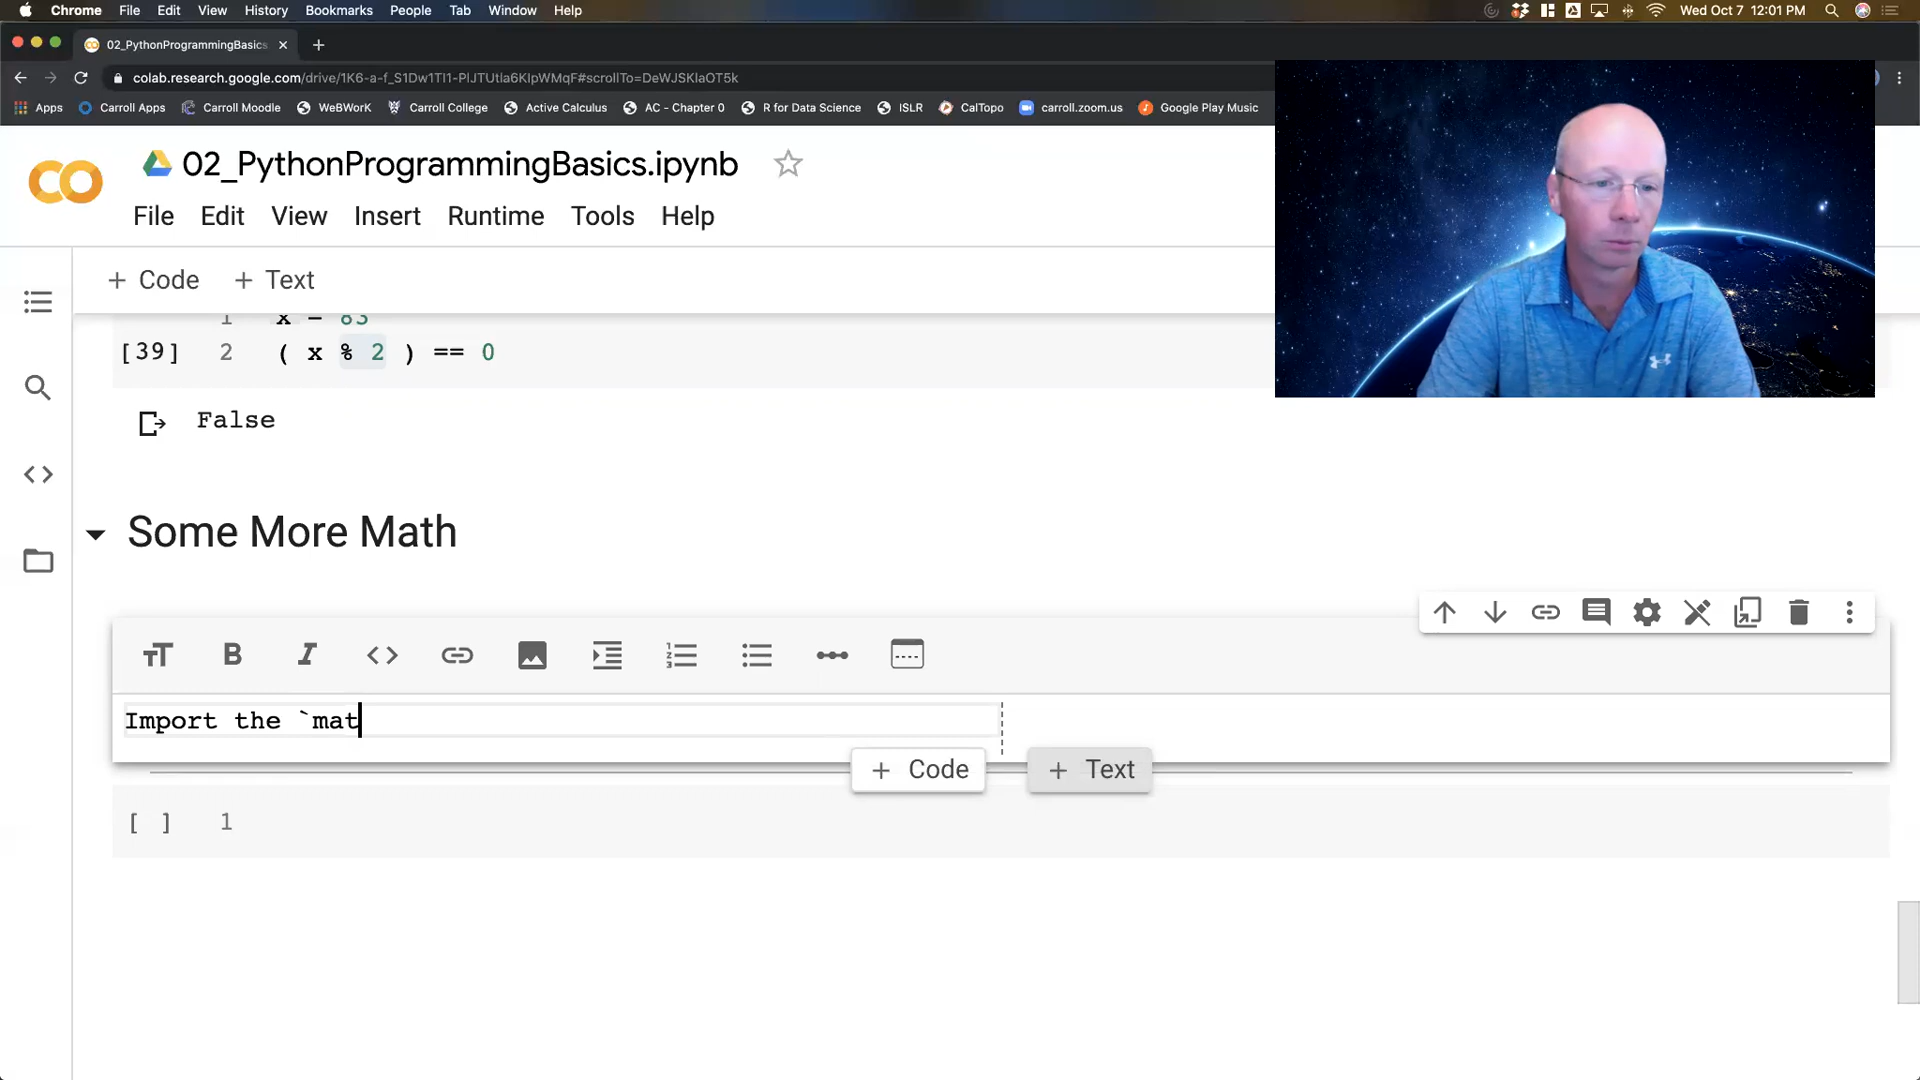 Chrome File Edit View History Bookmarks People Tab Window Help
Wed Oct 7 12:01 PM
02_PythonProgrammingBasics
colab.research.google.com/drive/1K6-a-f_S1Dw1TI1-PlJTUtla6KIpWMqF#scrollTo=DeWJSKlaOT5k
Apps Carroll Apps Carroll Moodle WeBWorK Carroll College Active Calculus AC - Chapter 0 R for Data Science ISLR CalTopo carroll.zoom.us Google Play Music
02_PythonProgrammingBasics.ipynb
File Edit View Insert Runtime Tools Help
+ Code + Text
1 x = 83
[39] 2 ( x % 2 ) == 0
False
Some More Math
Import the `mat
+ Code + Text
[ ] 1